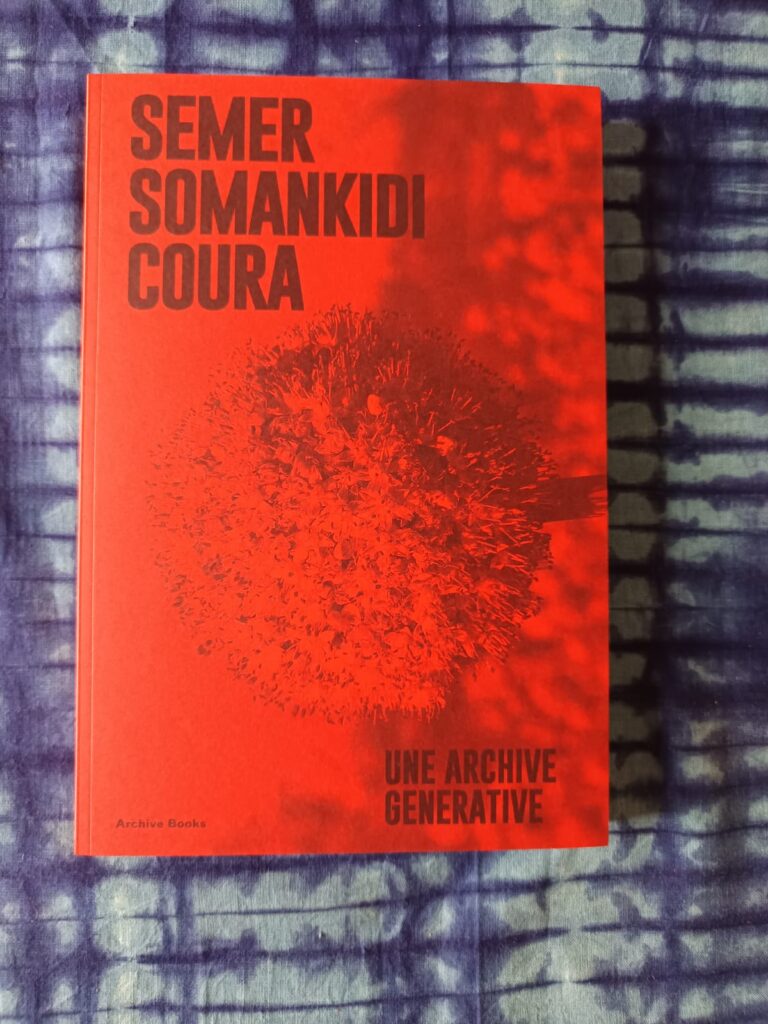 SEMER
SOMANKIDI
COURA
UNE ARCHIVE
GENERATIVE
Archive Books